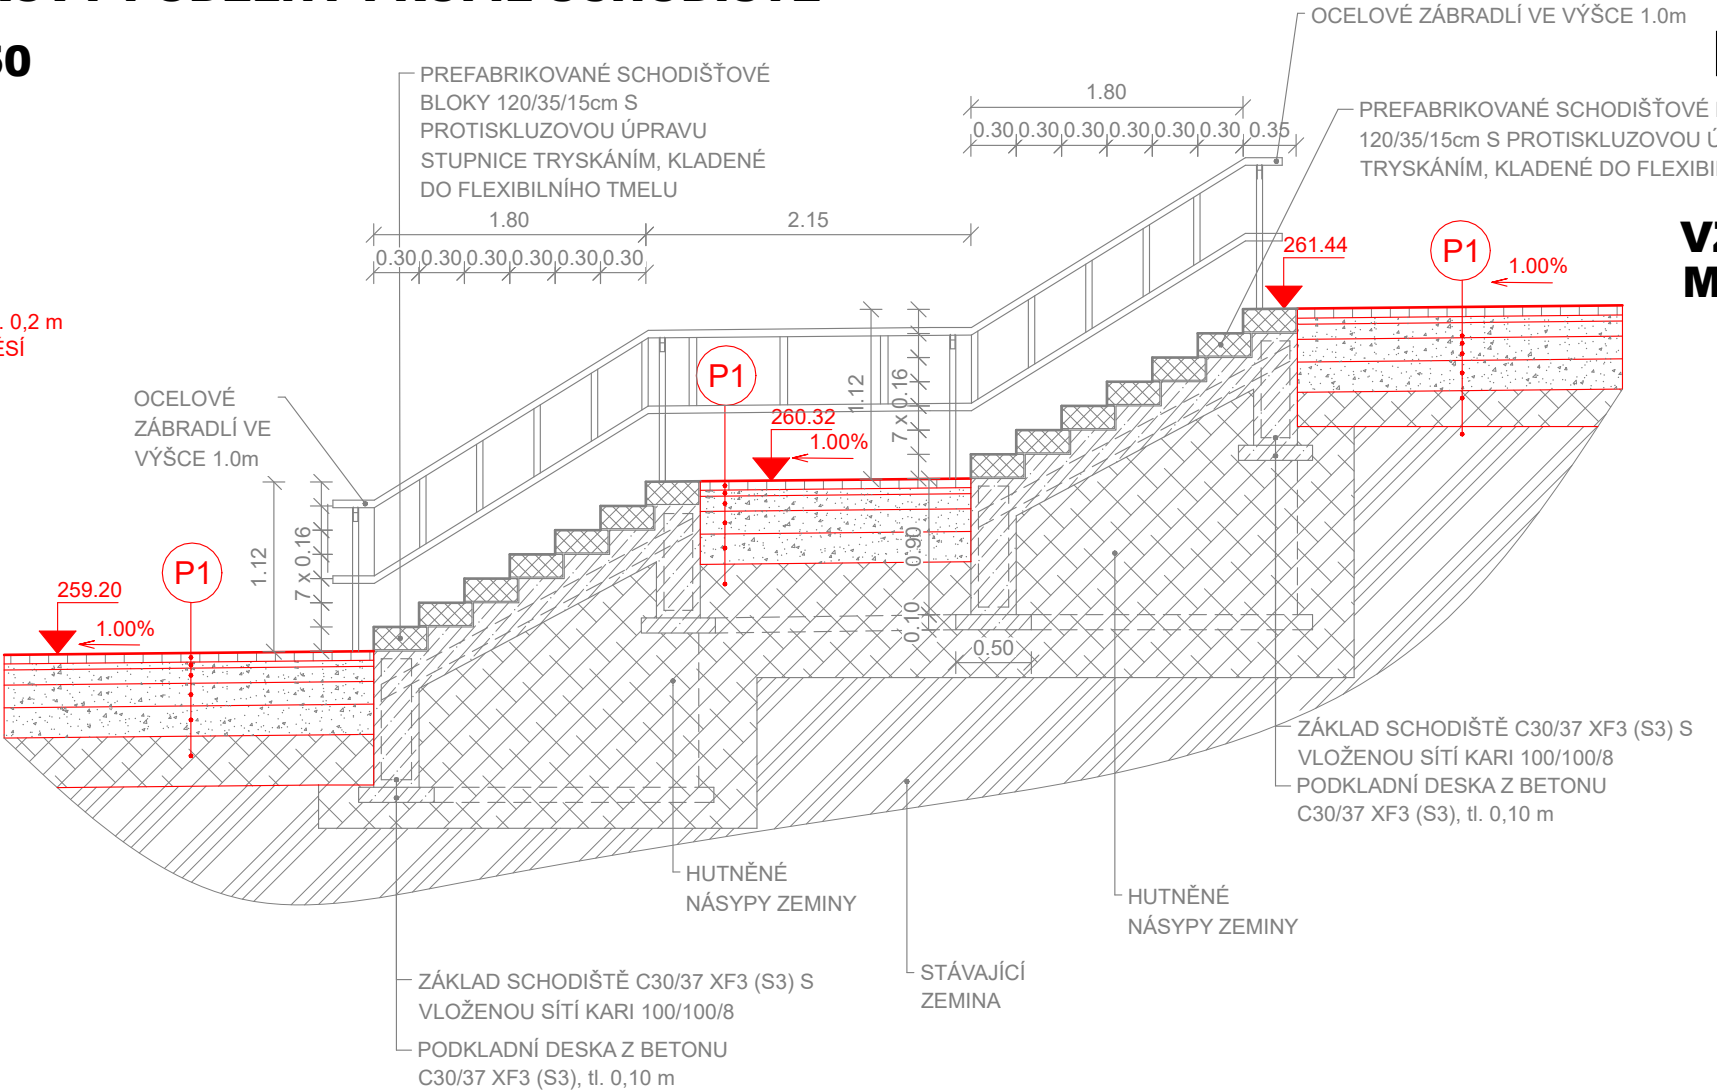 OCELOVÉ ZÁBRADLÍ VE VÝŠCE 1.0m
PREFABRIKOVANÉ SCHODIŠŤOVÉ
BLOKY 120/35/15cm S
PROTISKLUZOVOU ÚPRAVU
STUPNICE TRYSKÁNÍM, KLADENÉ
DO FLEXIBILNÍHO TMELU
1.80
0.30 0.30 0.30 0.30 0.30 0.30 0.35
PREFABRIKOVANÉ SCHODIŠŤOVÉ
120/35/15cm S PROTISKLUZOVOU
TRYSKÁNÍM, KLADENÉ DO
1.80
2.15
0.30 0.30 0.30 0.30 0.30 0.30
261.44
P1
1.00%
0,2 m
OCELOVÉ
ZÁBRADLÍ VE
VÝŠCE 1.0m
P1
260.32
1.00%
1.12
7 x 0.16
1.12
7 x 0.16
P1
259.20
1.00%
0.90
0.10
0.50
ZÁKLAD SCHODIŠTĚ C30/37 XF3 (S3) S
VLOŽENOU SÍTÍ KARI 100/100/8
PODKLADNÍ DESKA Z BETONU
C30/37 XF3 (S3), tl. 0,10 m
HUTNĚNÉ
NÁSYPY ZEMINY
HUTNĚNÉ
NÁSYPY ZEMINY
STÁVAJÍCÍ
ZEMINA
ZÁKLAD SCHODIŠTĚ C30/37 XF3 (S3) S
VLOŽENOU SÍTÍ KARI 100/100/8
PODKLADNÍ DESKA Z BETONU
C30/37 XF3 (S3), tl. 0,10 m